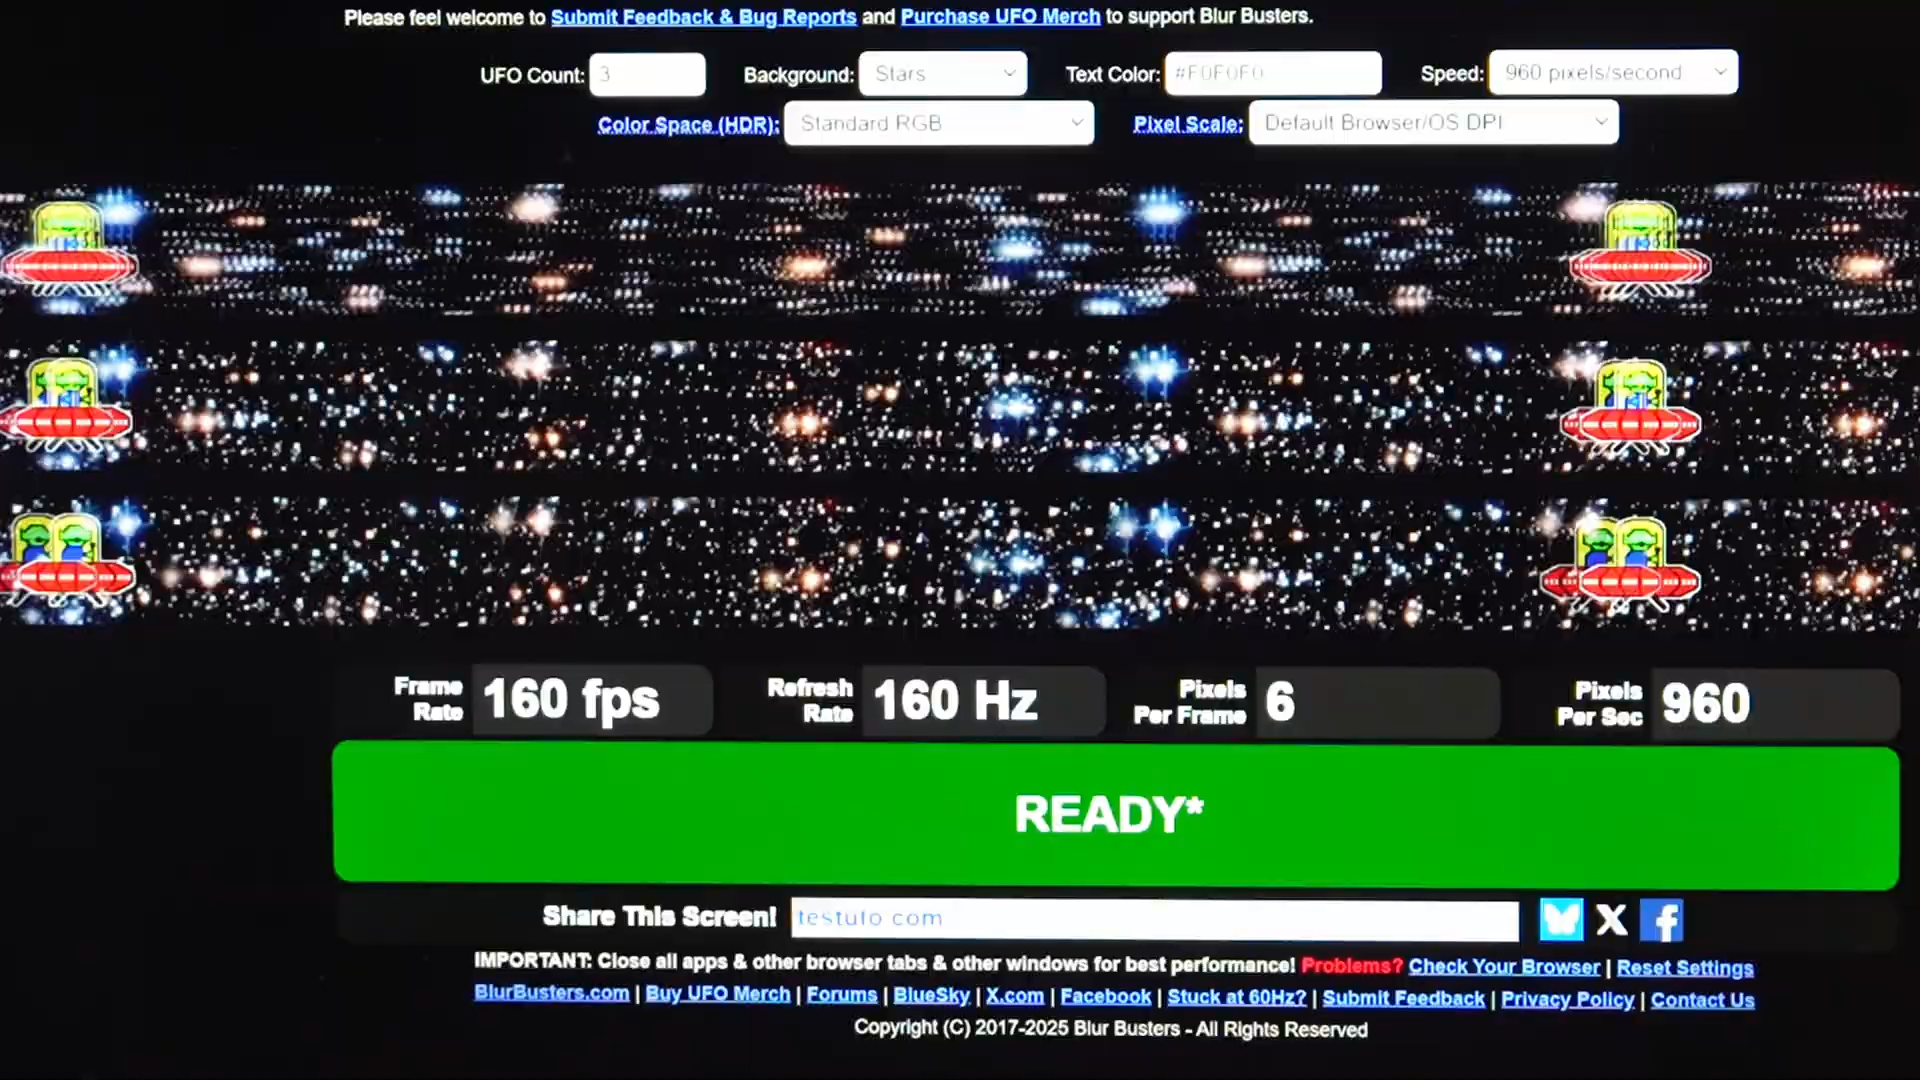 Please feel welcome to Submit Feedback & Bug Reports and Purchase UFO Merch to support Blur Busters.
UFO Count: 3 Background: Stars Text Color: #F0F0F0 Speed: 960 pixels/second
Color Space (HDR): Standard RGB Pixel Scale: Default Browser/OS DPI
Frame Rate 160 fps Refresh Rate 160 Hz Pixels Per Frame 6 Pixels Per Sec 960
READY*
Share This Screen! testufo com
IMPORTANT: Close all apps & other browser tabs & other windows for best performance! Problems? Check Your Browser | Reset Settings
BlurBusters.com | Buy UFO Merch | Forums | BlueSky | X.com | Facebook | Stuck at 60Hz? | Submit Feedback | Privacy Policy | Contact Us
Copyright (C) 2017-2025 Blur Busters - All Rights Reserved